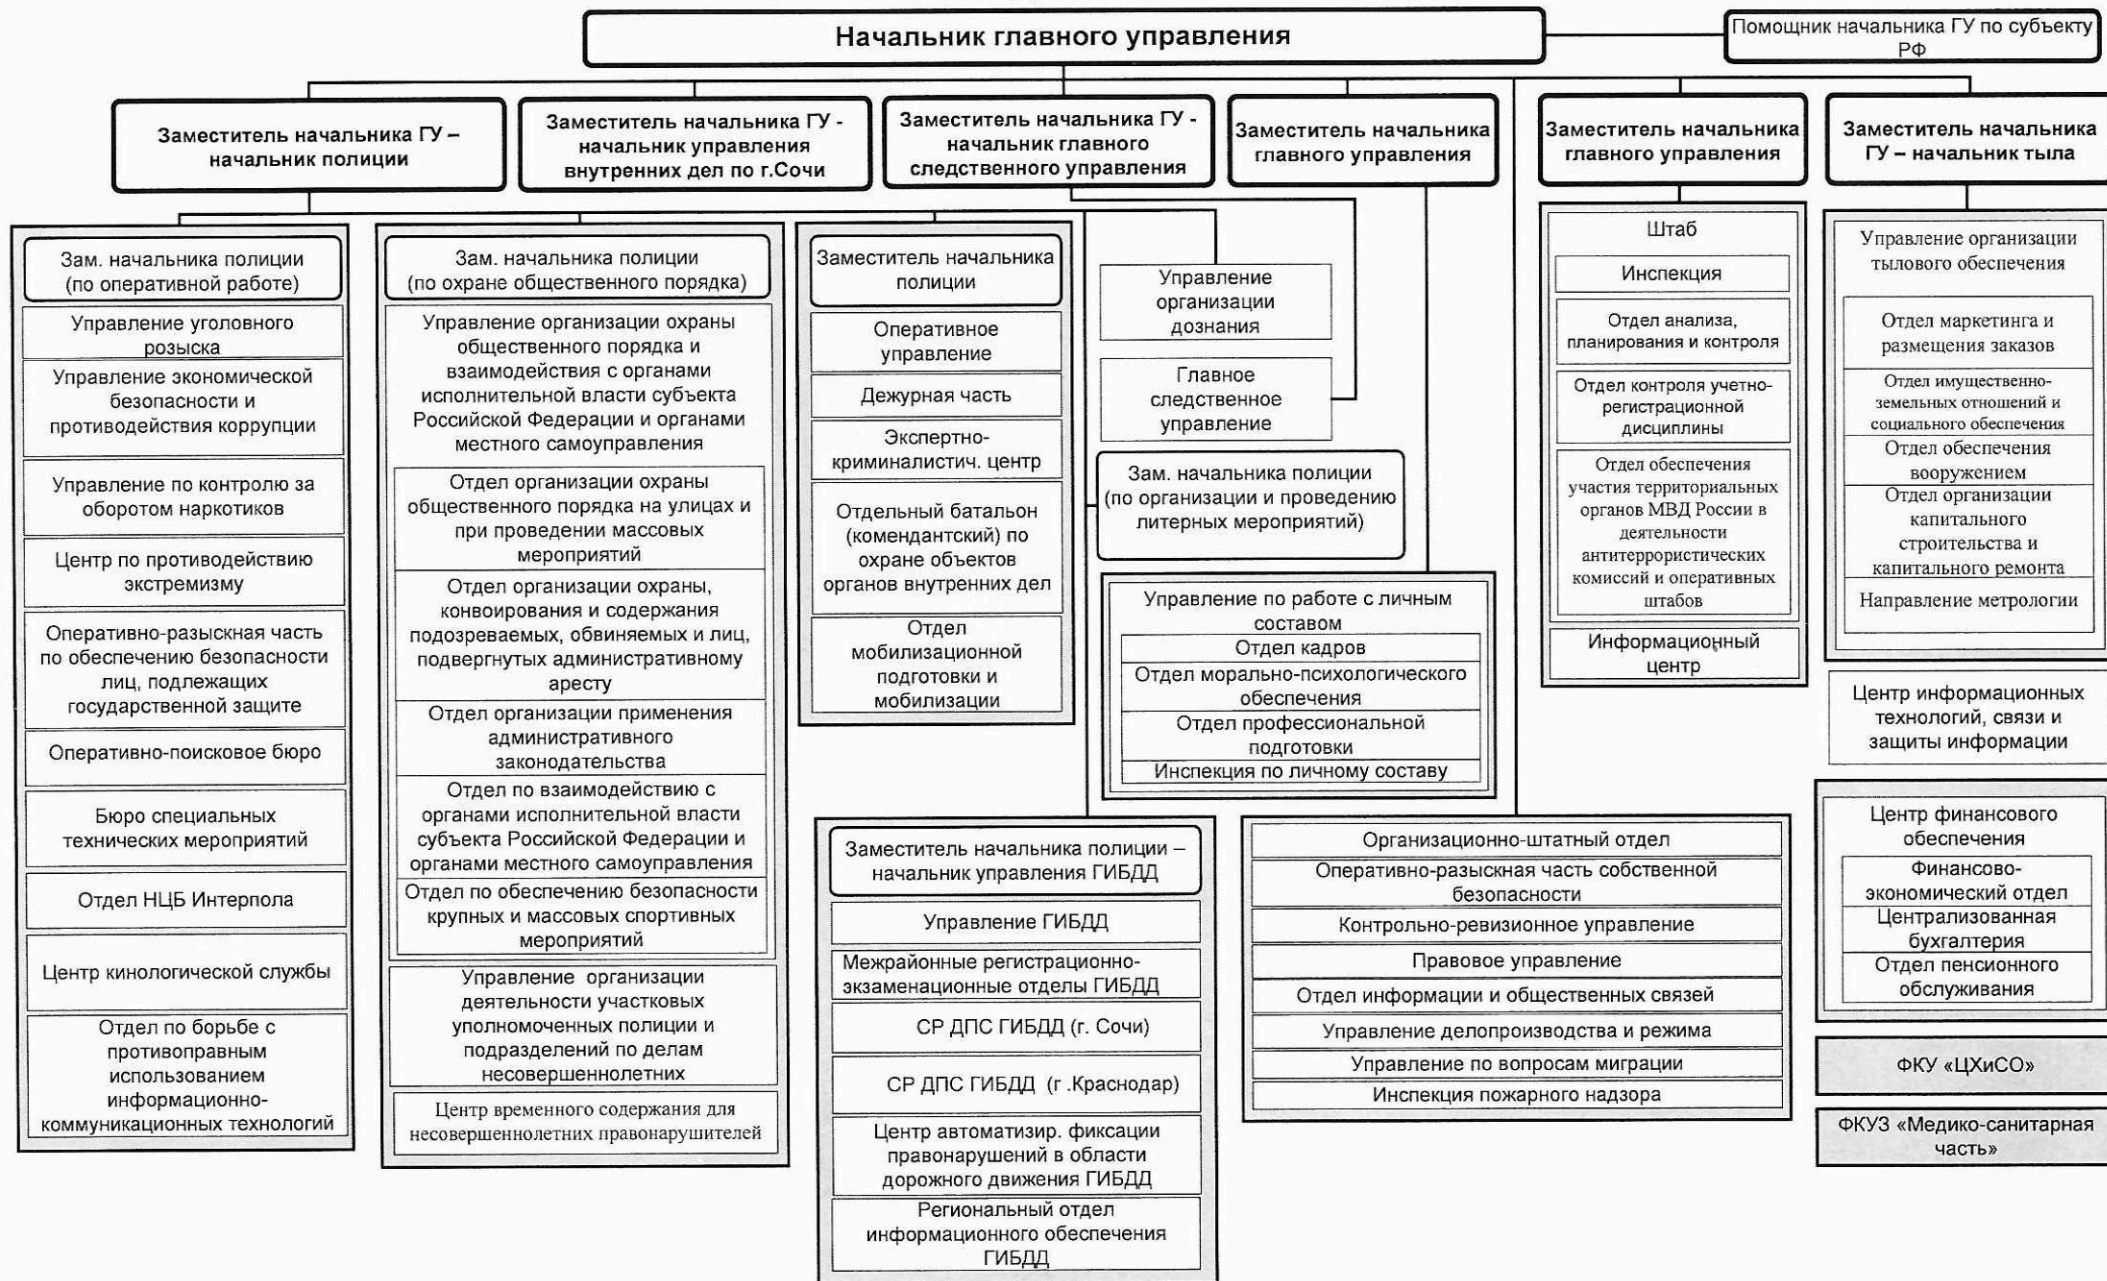 Начальник главного управления
Помощник начальника ГУ по субъекту
РФ
Заместитель начальника ГУ –
начальник полиции
Заместитель начальника ГУ -
начальник управления
внутренних дел по г.Сочи
Заместитель начальника ГУ -
начальник главного
следственного управления
Заместитель начальника
главного управления
Заместитель начальника
главного управления
Заместитель начальника
ГУ – начальник тыла
Зам. начальника полиции
(по оперативной работе)
Управление уголовного
розыска
Управление экономической
безопасности и
противодействия коррупции
Управление по контролю за
оборотом наркотиков
Центр по противодействию
экстремизму
Оперативно-разыскная часть
по обеспечению безопасности
лиц, подлежащих
государственной защите
Оперативно-поисковое бюро
Бюро специальных
технических мероприятий
Отдел НЦБ Интерпола
Центр кинологической службы
Отдел по борьбе с
противоправным
использованием
информационно-
коммуникационных технологий
Зам. начальника полиции
(по охране общественного порядка)
Управление организации охраны
общественного порядка и
взаимодействия с органами
исполнительной власти субъекта
Российской Федерации и органами
местного самоуправления
Отдел организации охраны
общественного порядка на улицах и
при проведении массовых
мероприятий
Отдел организации охраны,
конвоирования и содержания
подозреваемых, обвиняемых и лиц,
подвергнутых административному
аресту
Отдел организации применения
административного
законодательства
Отдел по взаимодействию с
органами исполнительной власти
субъекта Российской Федерации и
органами местного самоуправления
Отдел по обеспечению безопасности
крупных и массовых спортивных
мероприятий
Управление организации
деятельности участковых
уполномоченных полиции и
подразделений по делам
несовершеннолетних
Центр временного содержания для
несовершеннолетних правонарушителей
Заместитель начальника
полиции
Оперативное
управление
Дежурная часть
Экспертно-
криминалистич. центр
Отдельный батальон
(комендантский) по
охране объектов
органов внутренних дел
Отдел
мобилизационной
подготовки и
мобилизации
Управление
организации
дознания
Главное
следственное
управление
Зам. начальника полиции
(по организации и проведению
литерных мероприятий)
Управление по работе с личным
составом
Отдел кадров
Отдел морально-психологического
обеспечения
Отдел профессиональной
подготовки
Инспекция по личному составу
Заместитель начальника полиции –
начальник управления ГИБДД
Управление ГИБДД
Межрайонные регистрационно-
экзаменационные отделы ГИБДД
СР ДПС ГИБДД (г. Сочи)
СР ДПС ГИБДД (г .Краснодар)
Центр автоматизир. фиксации
правонарушений в области
дорожного движения ГИБДД
Региональный отдел
информационного обеспечения
ГИБДД
Организационно-штатный отдел
Оперативно-разыскная часть собственной
безопасности
Контрольно-ревизионное управление
Правовое управление
Отдел информации и общественных связей
Управление делопроизводства и режима
Управление по вопросам миграции
Инспекция пожарного надзора
Штаб
Инспекция
Отдел анализа,
планирования и контроля
Отдел контроля учетно-
регистрационной
дисциплины
Отдел обеспечения
участия территориальных
органов МВД России в
деятельности
антитеррористических
комиссий и оперативных
штабов
Информационный
центр
Управление организации
тылового обеспечения
Отдел маркетинга и
размещения заказов
Отдел имущественно-
земельных отношений и
социального обеспечения
Отдел обеспечения
вооружением
Отдел организации
капитального
строительства и
капитального ремонта
Направление метрологии
Центр информационных
технологий, связи и
защиты информации
Центр финансового
обеспечения
Финансово-
экономический отдел
Централизованная
бухгалтерия
Отдел пенсионного
обслуживания
ФКУ «ЦХиСО»
ФКУЗ «Медико-санитарная
часть»